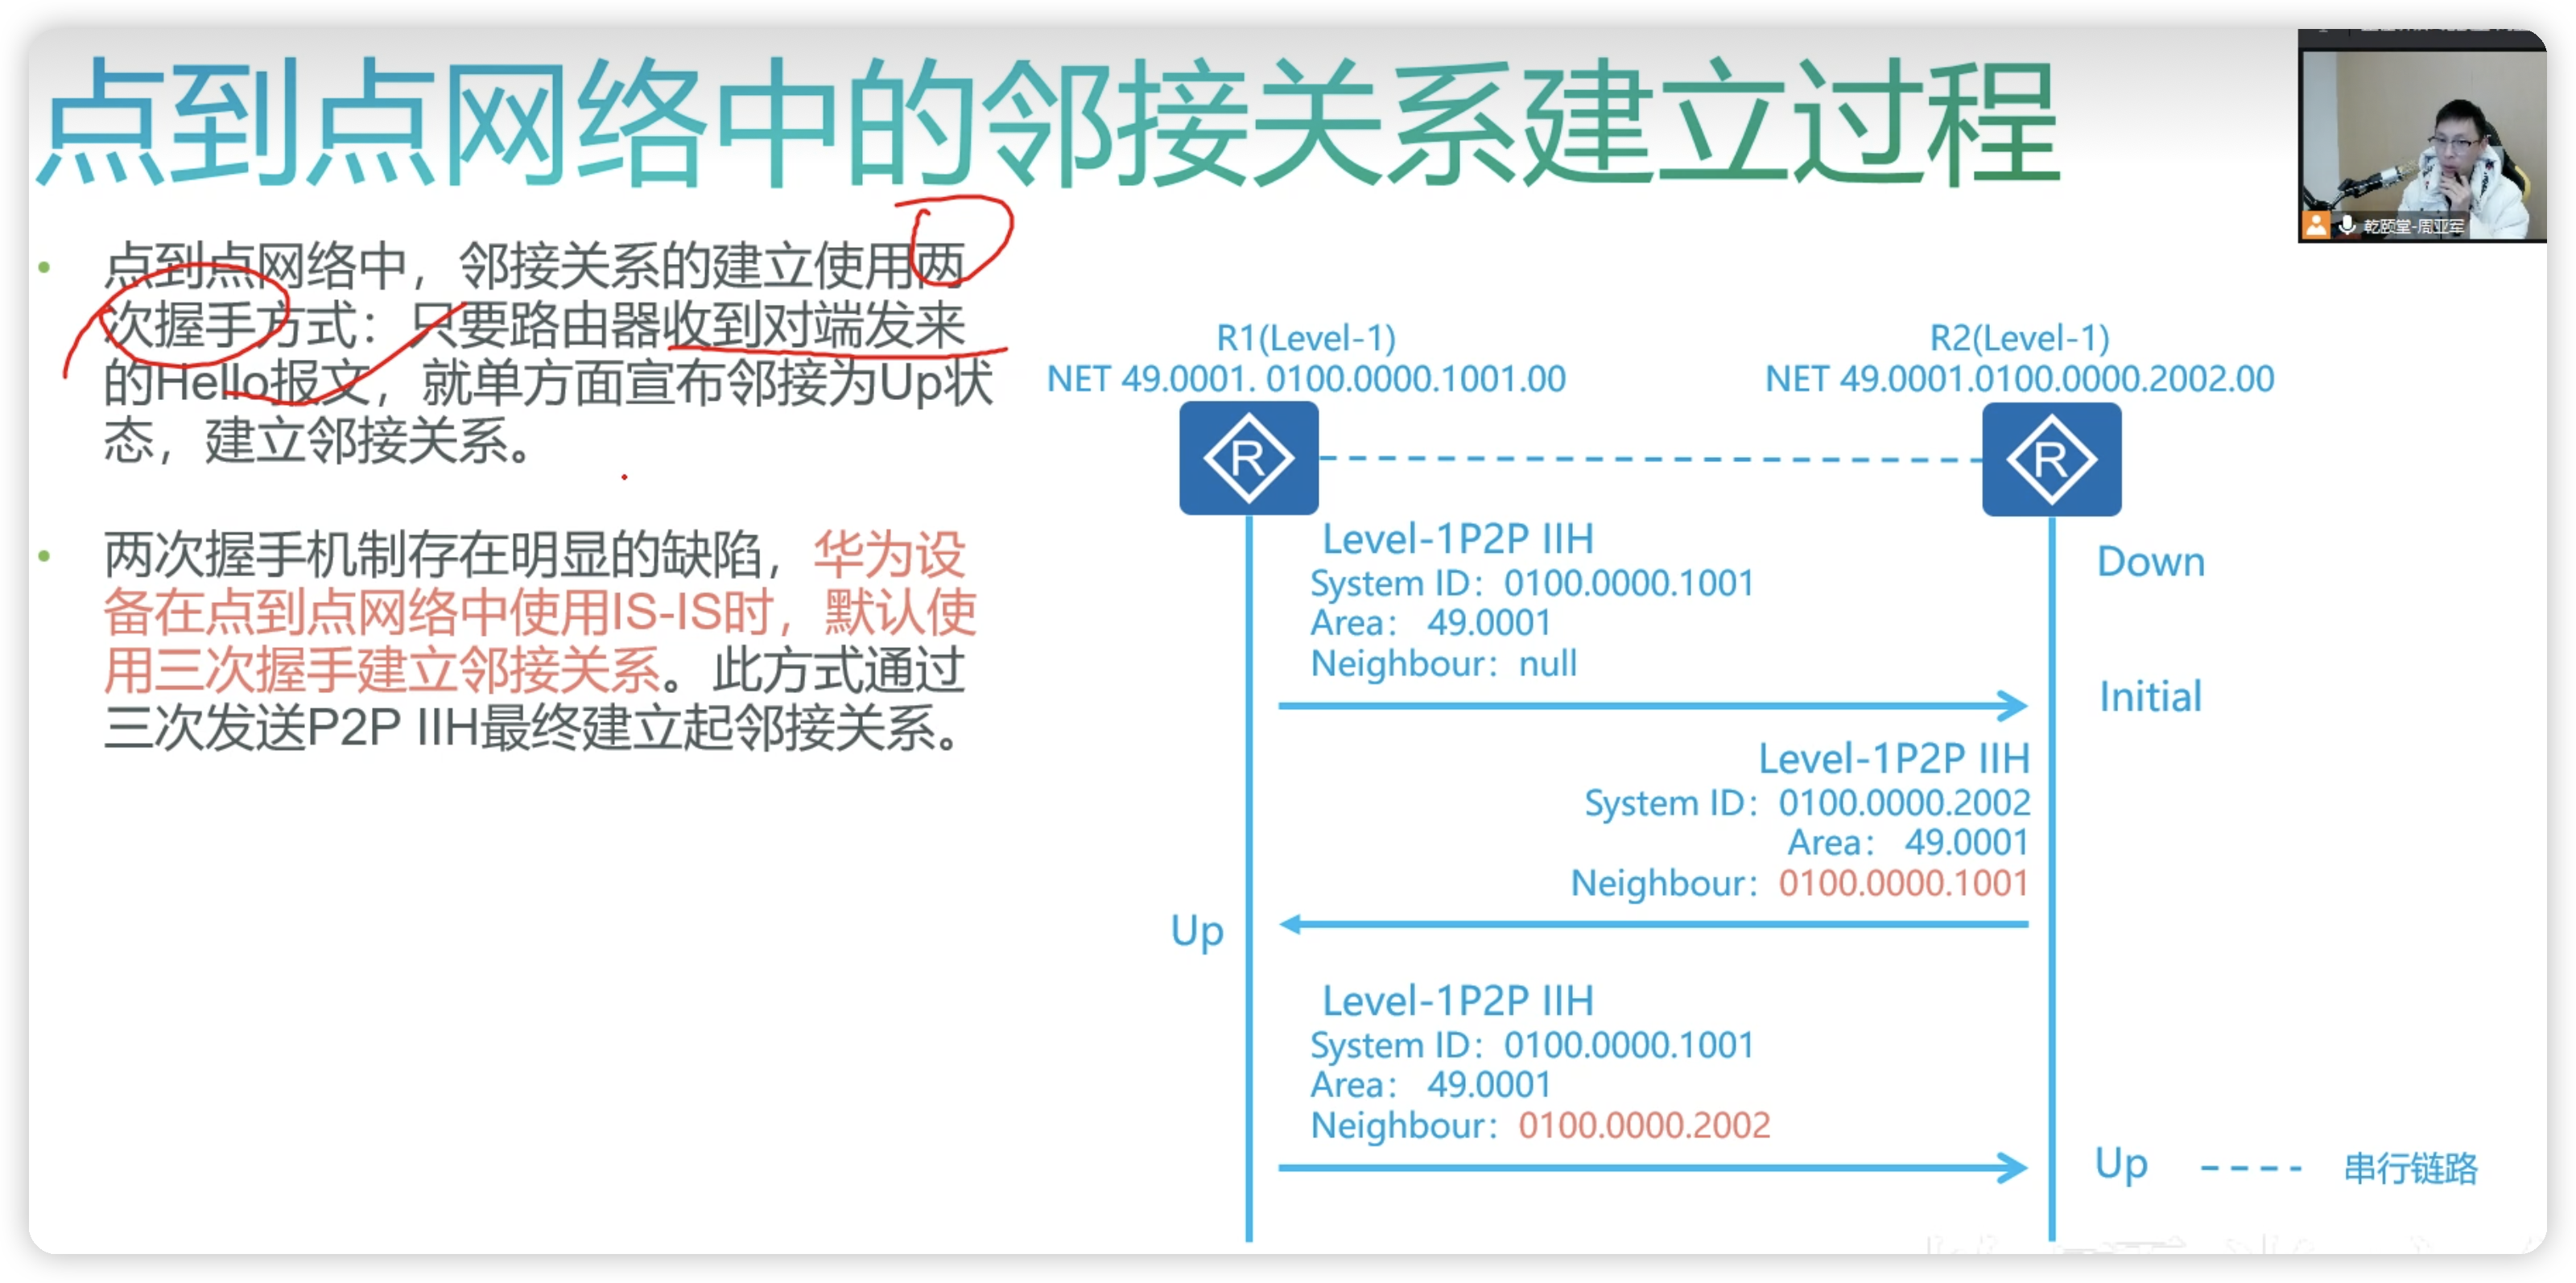 点到点网络中的邻接关系建立过程
乾颐堂-周亚军
• 点到点网络中，邻接关系的建立使用两
次握手方式：只要路由器收到对端发来
的Hello报文，就单方面宣布邻接为Up状
态，建立邻接关系。
• 两次握手机制存在明显的缺陷，华为设
备在点到点网络中使用IS-IS时，默认使
用三次握手建立邻接关系。此方式通过
三次发送P2P IIH最终建立起邻接关系。
R1(Level-1)
NET 49.0001. 0100.0000.1001.00
R2(Level-1)
NET 49.0001.0100.0000.2002.00
R
R
Level-1P2P IIH
System ID：0100.0000.1001
Area： 49.0001
Neighbour：null
Down
Initial
Level-1P2P IIH
System ID：0100.0000.2002
Area： 49.0001
Neighbour：0100.0000.1001
Up
Level-1P2P IIH
System ID：0100.0000.1001
Area： 49.0001
Neighbour：0100.0000.2002
Up
串行链路